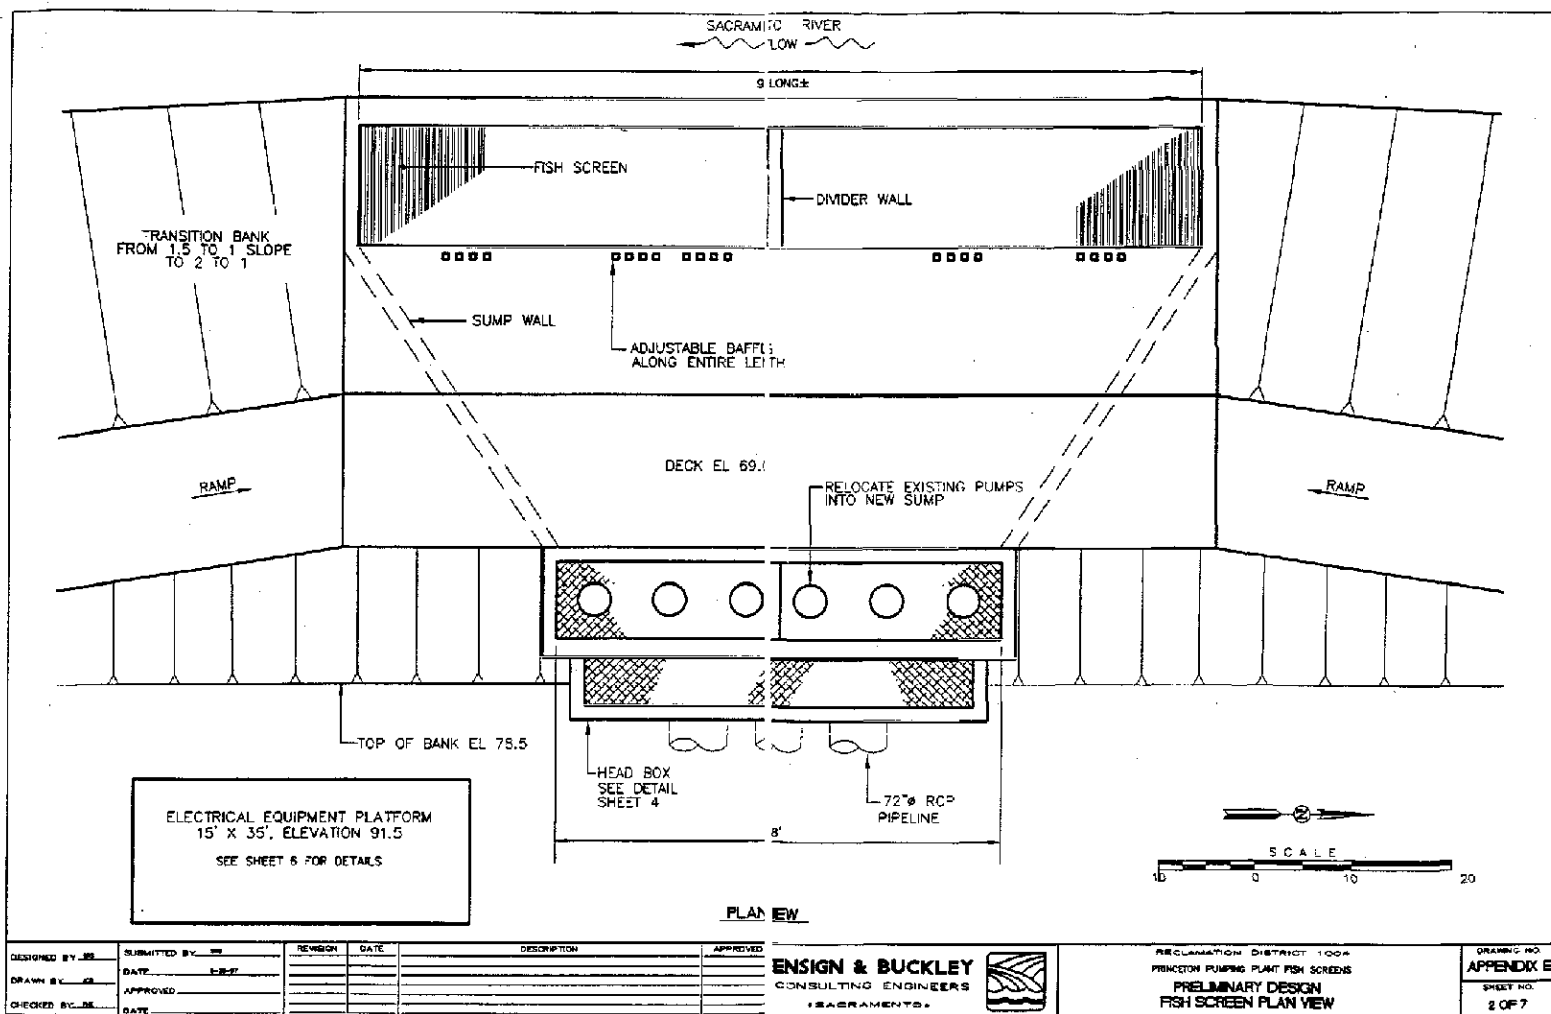 SACRAMITC RIVER
LOW
9 LONG±
FISH SCREEN
DIVIDER WALL
TRANSITION BANK
FROM 1.5 TO 1 SLOPE
TO 2 TO 1
SUMP WALL
ADJUSTABLE BAFFL
ALONG ENTIRE LEITH
DECK EL 69.
RELOCATE EXISTING PUMPS
INTO NEW SUMP
RAMP
RAMP
TOP OF BANK EL 78.5
HEAD BOX
SEE DETAIL
SHEET 4
72"ø RCP
PIPELINE
8'
ELECTRICAL EQUIPMENT PLATFORM
15' X 35', ELEVATION 91.5
SEE SHEET 6 FOR DETAILS
N
SCALE
10 0 10 20
PLAN EW
DESIGNED BY
DRAWN BY
CHECKED BY
SUBMITTED BY
DATE
APPROVED
DATE
REVISION DATE DESCRIPTION APPROVED
ENSIGN & BUCKLEY
CONSULTING ENGINEERS
•SACRAMENTO•
RECLAMATION DISTRICT 1004
PRINCETON PUMPING PLANT FISH SCREENS
PRELIMINARY DESIGN
FISH SCREEN PLAN VIEW
DRAWING NO.
APPENDIX E
SHEET NO.
2 OF 7